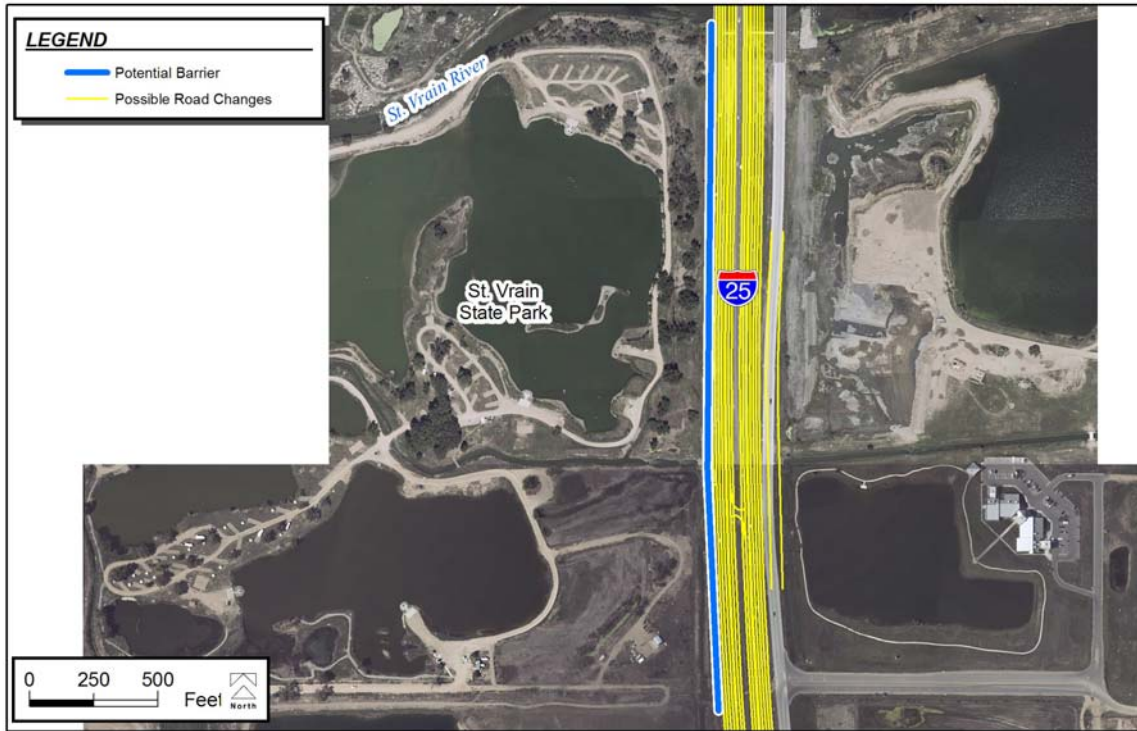 LEGEND
Potential Barrier
Possible Road Changes
St. Vrain River
St. Vrain
State Park
25
0 250 500
Feet
North